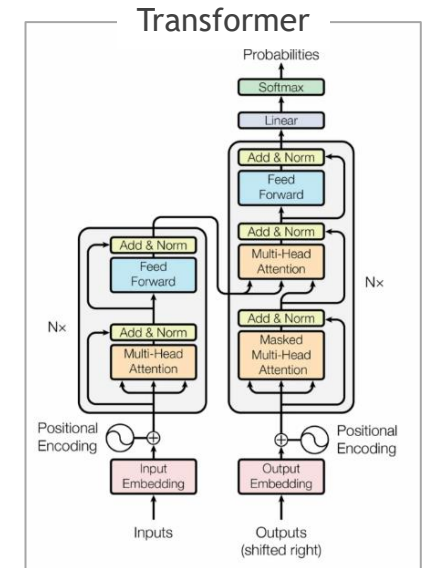 Transformer
Probabilities
Softmax
Linear
Add & Norm
Feed
Forward
Add & Norm
Multi-Head
Attention
Nx
Add & Norm
Masked
Multi-Head
Attention
Positional
Encoding
Output
Embedding
Outputs
(shifted right)
Add & Norm
Feed
Forward
Nx
Add & Norm
Multi-Head
Attention
Positional
Encoding
Input
Embedding
Inputs